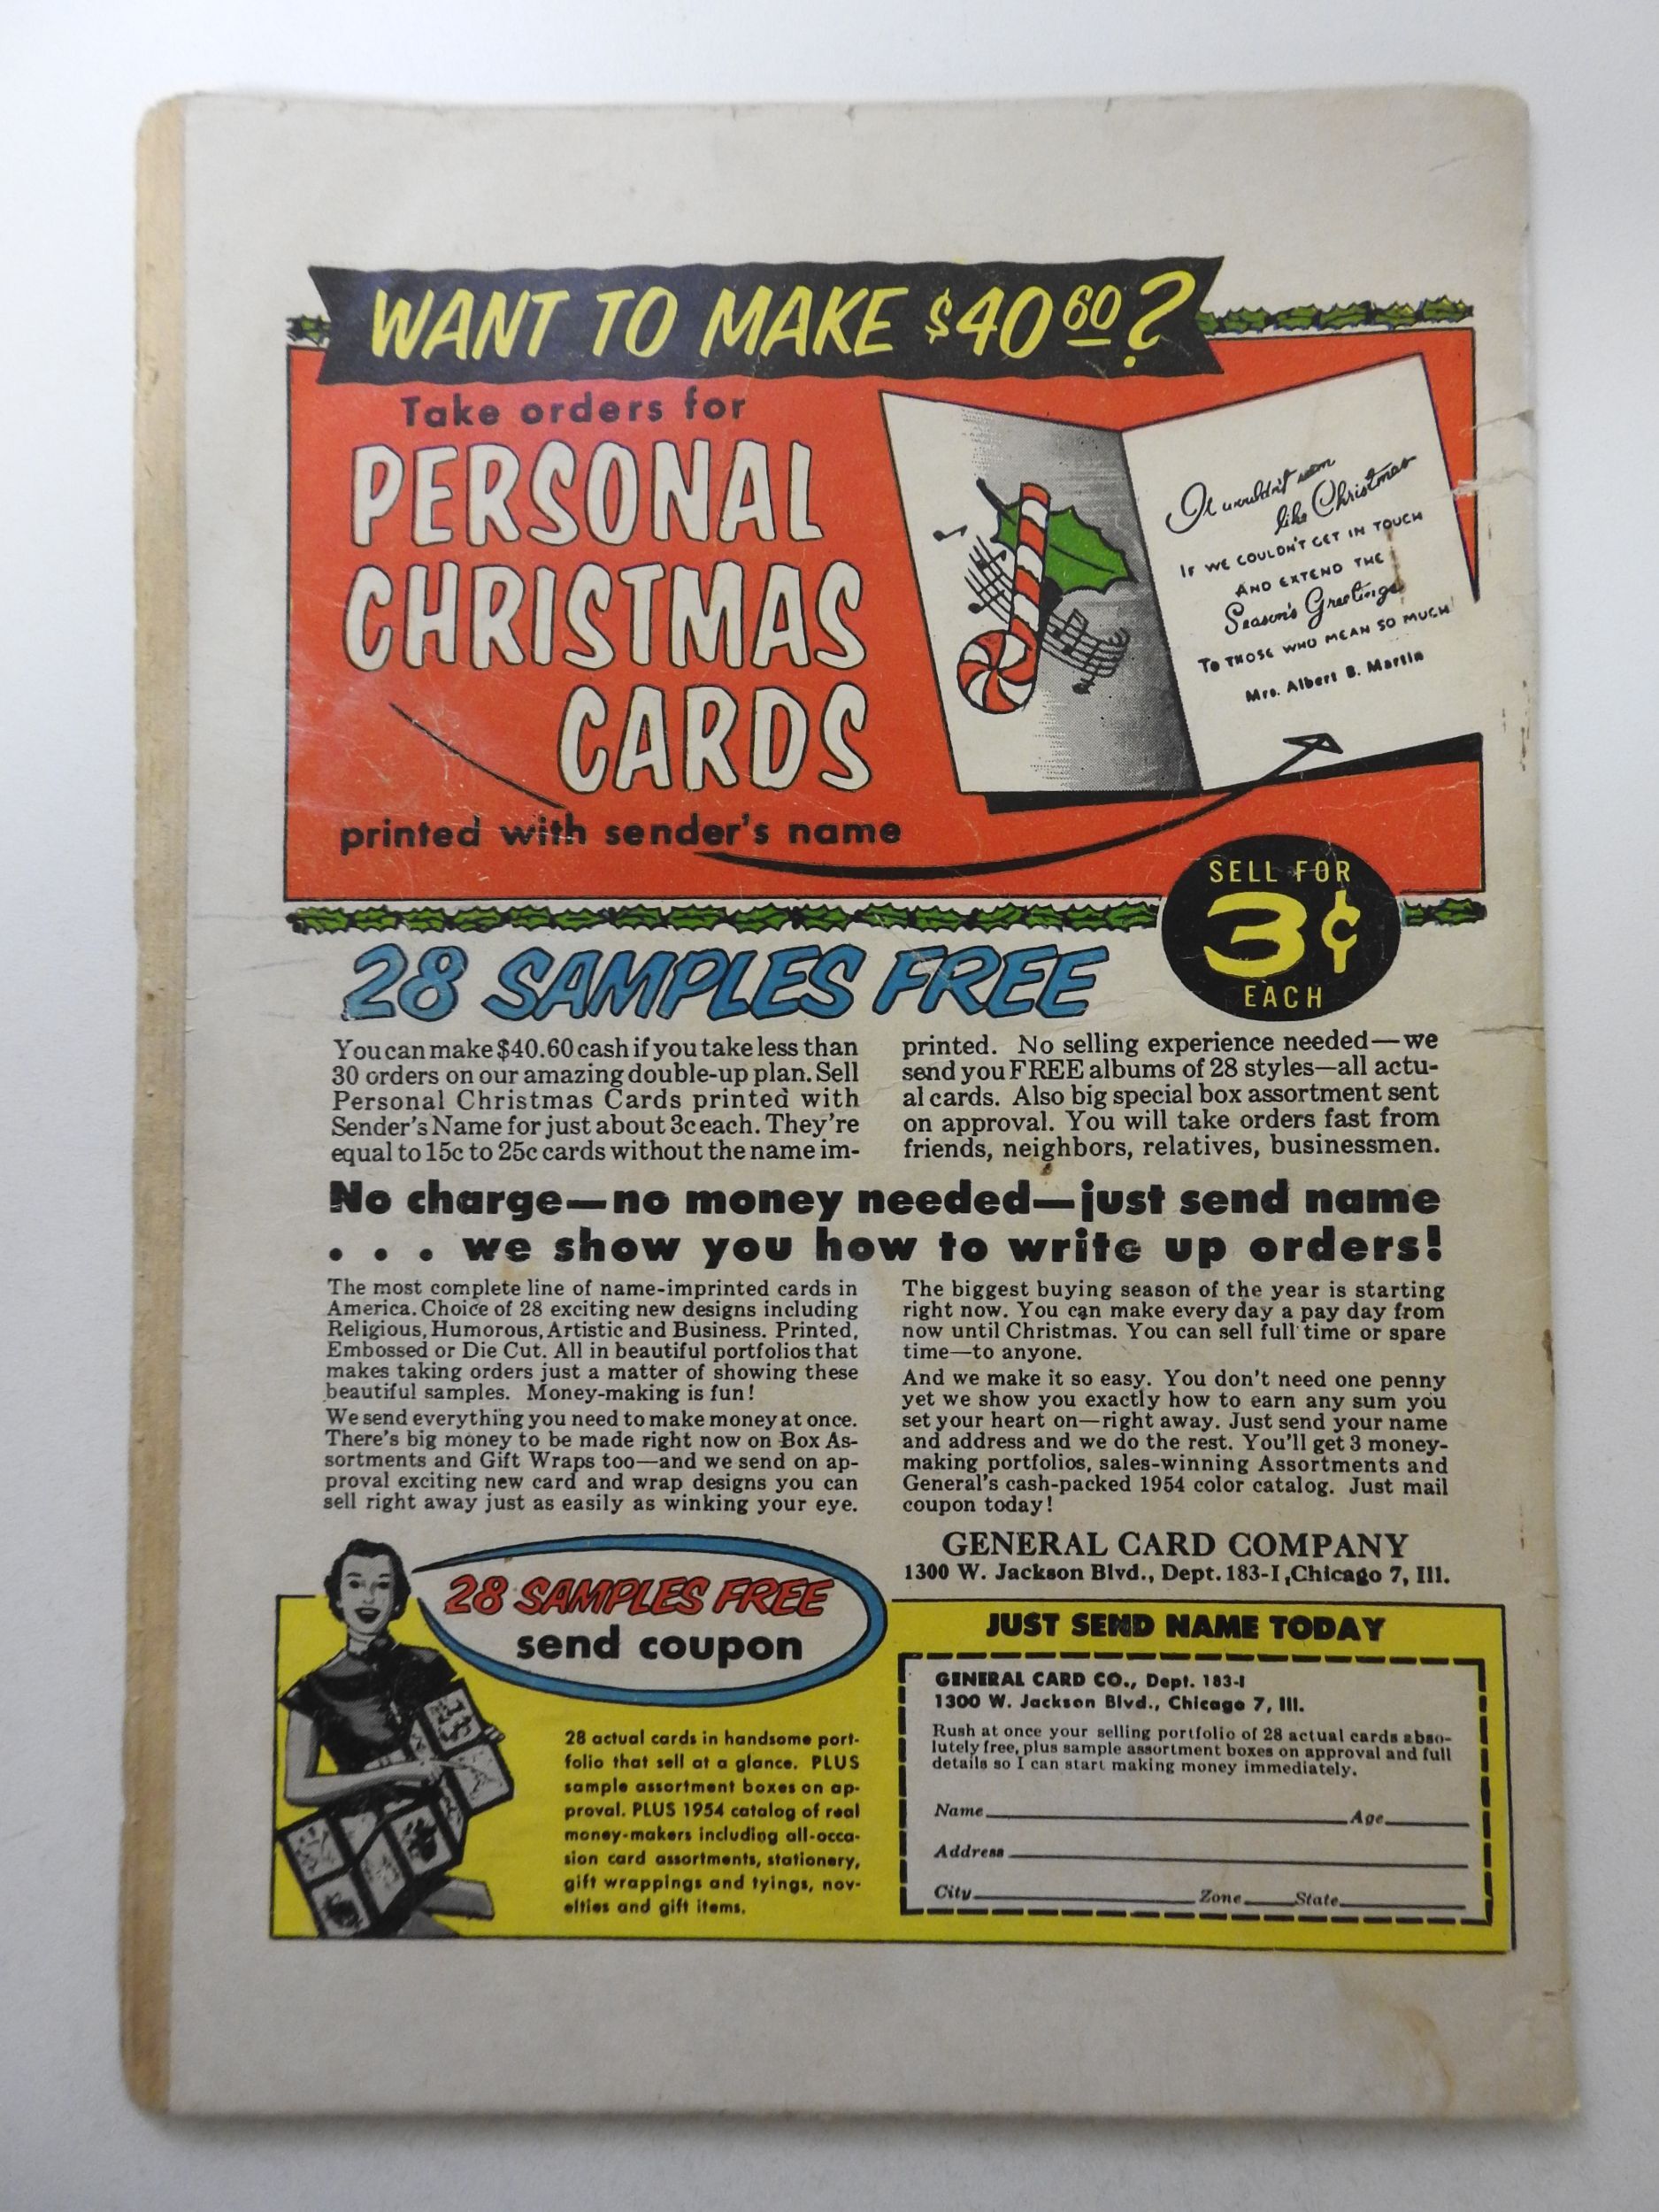 WANT TO MAKE $40 60?
Take orders for
PERSONAL
CHRISTMAS
CARDS
printed with sender's name
It wouldn't seem
like Christmas
IF WE COULDN'T GET IN TOUCH
AND EXTEND THE
Season's Greetings
TO THOSE WHO MEAN SO MUCH
Mrs. Albert B. Martin
SELL FOR
3¢
EACH
28 SAMPLES FREE
You can make $40.60 cash if you take less than
30 orders on our amazing double-up plan. Sell
Personal Christmas Cards printed with
Sender's Name for just about 3c each. They're
equal to 15c to 25c cards without the name im-
printed. No selling experience needed—we
send you FREE albums of 28 styles—all actu-
al cards. Also big special box assortment sent
on approval. You will take orders fast from
friends, neighbors, relatives, businessmen.
No charge—no money needed—just send name
. . . we show you how to write up orders!
The most complete line of name-imprinted cards in
America. Choice of 28 exciting new designs including
Religious, Humorous, Artistic and Business. Printed,
Embossed or Die Cut. All in beautiful portfolios that
makes taking orders just a matter of showing these
beautiful samples. Money-making is fun!
We send everything you need to make money at once.
There's big money to be made right now on Box As-
sortments and Gift Wraps too—and we send on ap-
proval exciting new card and wrap designs you can
sell right away just as easily as winking your eye.
The biggest buying season of the year is starting
right now. You can make every day a pay day from
now until Christmas. You can sell full time or spare
time—to anyone.
And we make it so easy. You don't need one penny
yet we show you exactly how to earn any sum you
set your heart on—right away. Just send your name
and address and we do the rest. You'll get 3 money-
making portfolios, sales-winning Assortments and
General's cash-packed 1954 color catalog. Just mail
coupon today!
GENERAL CARD COMPANY
1300 W. Jackson Blvd., Dept. 183-I, Chicago 7, Ill.
28 SAMPLES FREE
send coupon
28 actual cards in handsome port-
folio that sell at a glance. PLUS
sample assortment boxes on ap-
proval. PLUS 1954 catalog of real
money-makers including all-occa-
sion card assortments, stationery,
gift wrappings and tyings, nov-
elties and gift items.
JUST SEND NAME TODAY
GENERAL CARD CO., Dept. 183-I
1300 W. Jackson Blvd., Chicago 7, Ill.
Rush at once your selling portfolio of 28 actual cards abso-
lutely free, plus sample assortment boxes on approval and full
details so I can start making money immediately.
Name Age
Address
City Zone State